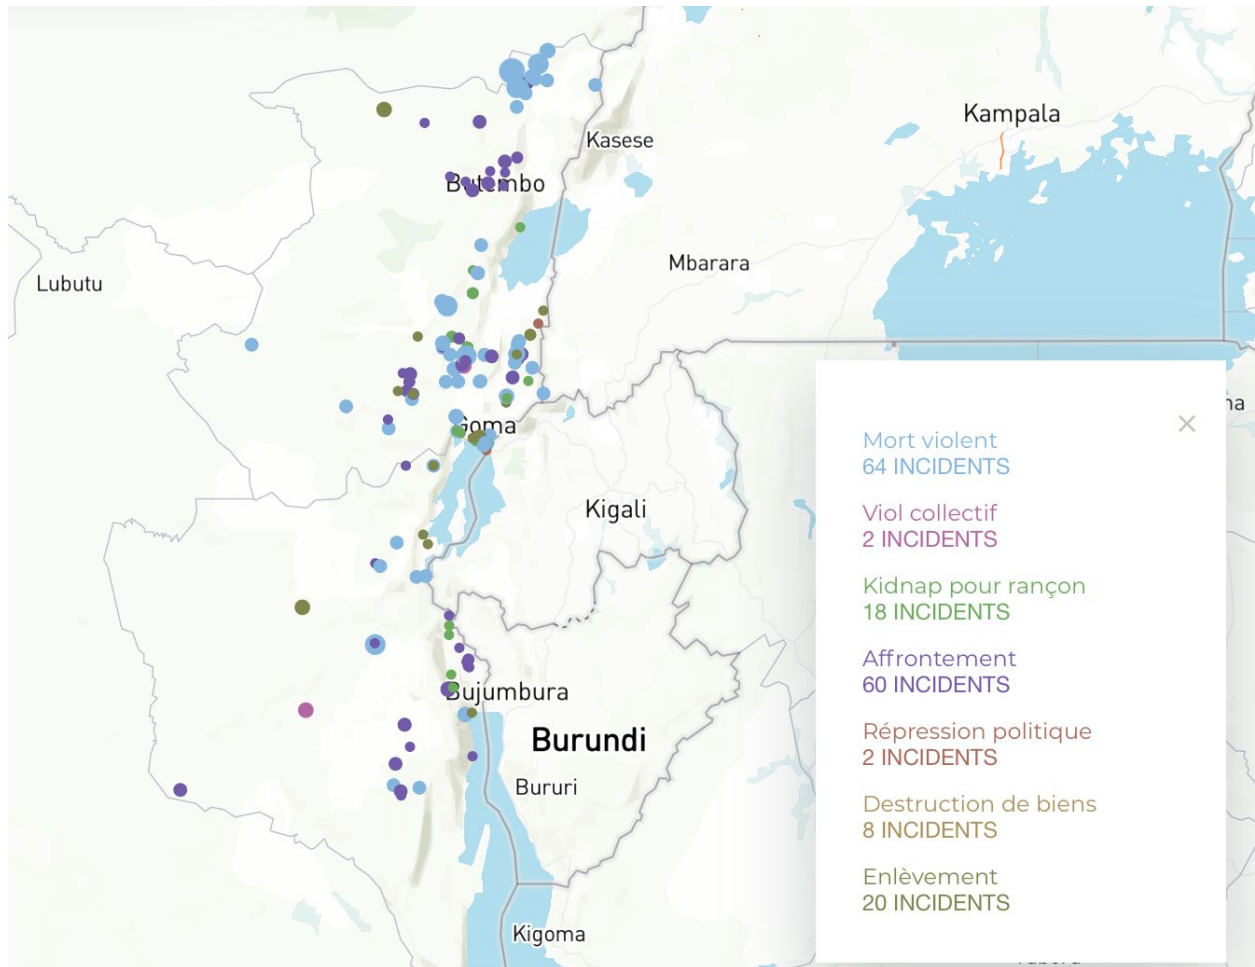 Kampala
Kasese
Butembo
Mbarara
Lubutu
Goma
Kigali
Bujumbura
Burundi
Bururi
Kigoma
Mort violent
64 INCIDENTS
Viol collectif
2 INCIDENTS
Kidnap pour rançon
18 INCIDENTS
Affrontement
60 INCIDENTS
Répression politique
2 INCIDENTS
Destruction de biens
8 INCIDENTS
Enlèvement
20 INCIDENTS